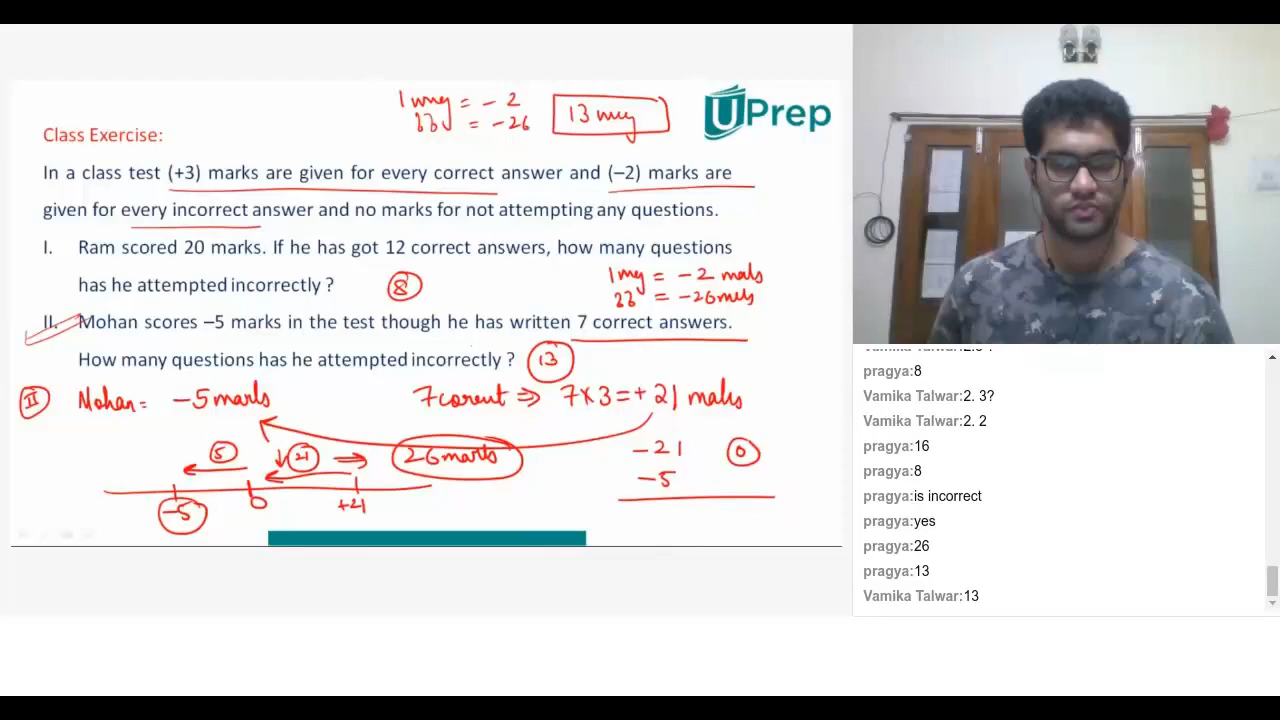 1 wrong = -2
13 = -26
13 wrong
UPrep
Class Exercise:
In a class test (+3) marks are given for every correct answer and (–2) marks are
given for every incorrect answer and no marks for not attempting any questions.
I. Ram scored 20 marks. If he has got 12 correct answers, how many questions
has he attempted incorrectly ? 8
= -2 marks
= -26 marks
II. Mohan scores –5 marks in the test though he has written 7 correct answers.
How many questions has he attempted incorrectly ? 13
II Mohan = -5 marks 7 correct ⇒ 7×3 = +21 marks
5 ↓ 21 ⇒ 26 marks
-21 0
-5
-5 0 +21
pragya:8
Vamika Talwar:2. 3?
Vamika Talwar:2. 2
pragya:16
pragya:8
pragya:is incorrect
pragya:yes
pragya:26
pragya:13
Vamika Talwar:13